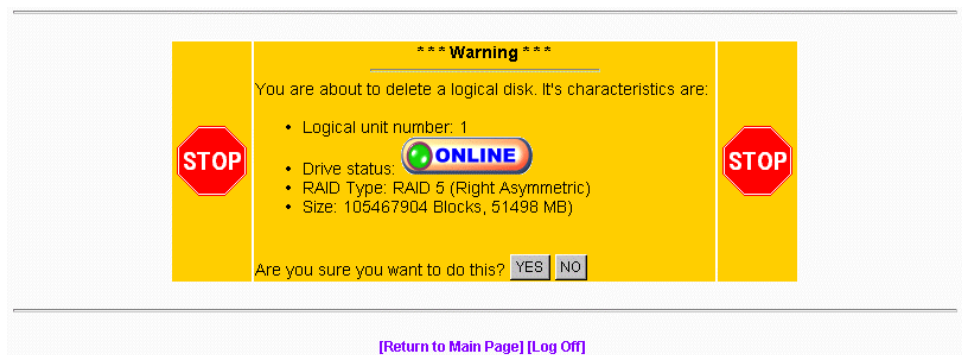 *** Warning ***
You are about to delete a logical disk. It's characteristics are:
• Logical unit number: 1
STOP
• Drive status: ONLINE
STOP
• RAID Type: RAID 5 (Right Asymmetric)
• Size: 105467904 Blocks, 51498 MB)
Are you sure you want to do this? YES NO
[Return to Main Page] [Log Off]